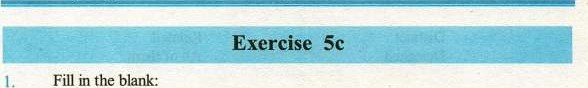 Exercise 5c
1. Fill in the blank: